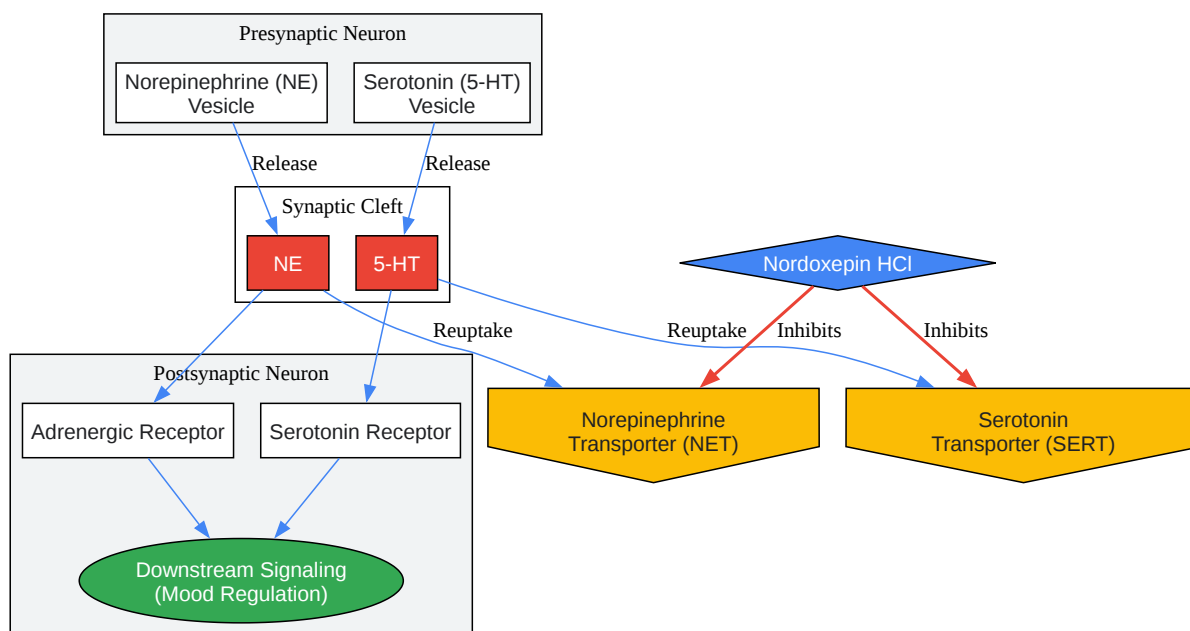 Presynaptic Neuron
Norepinephrine (NE)
Vesicle
Serotonin (5-HT)
Vesicle
Release
Release
Synaptic Cleft
NE
5-HT
Nordoxepin HCl
Reuptake
Reuptake
Inhibits
Inhibits
Postsynaptic Neuron
Adrenergic Receptor
Serotonin Receptor
Norepinephrine
Transporter (NET)
Serotonin
Transporter (SERT)
Downstream Signaling
(Mood Regulation)